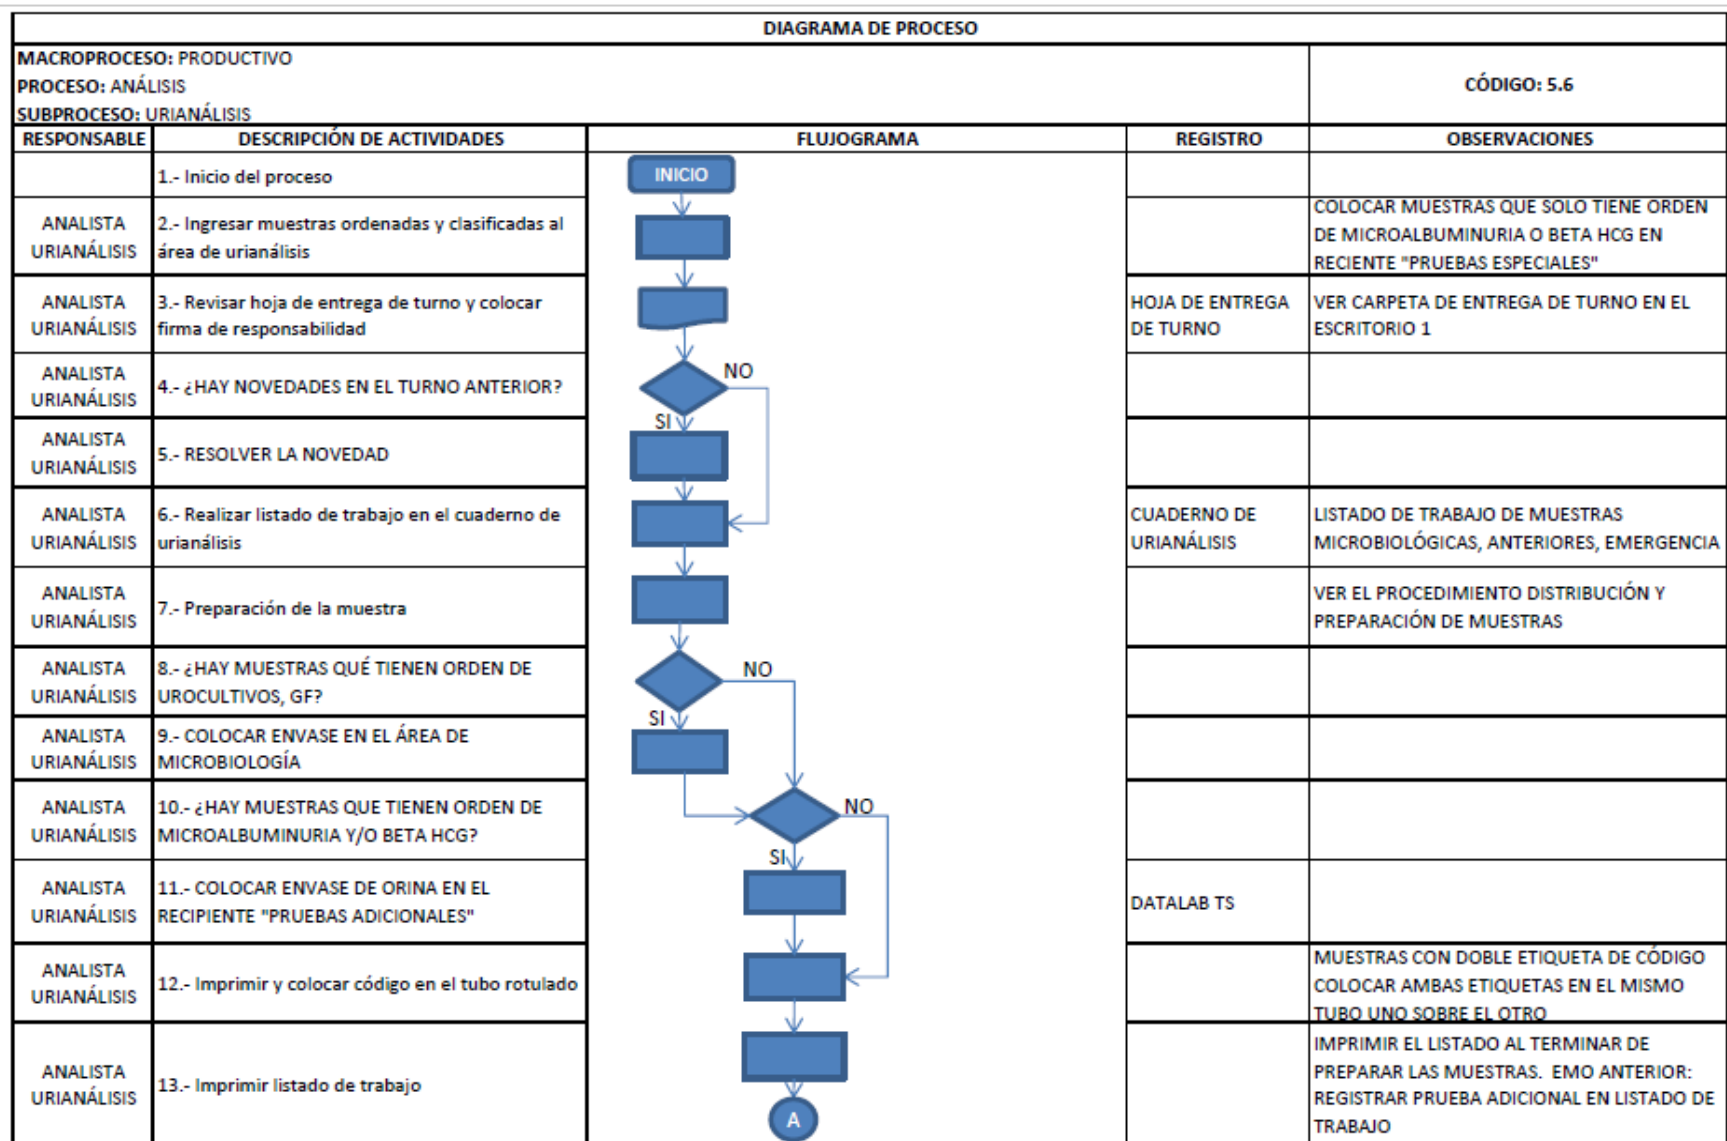 DIAGRAMA DE PROCESO
MACROPROCESO: PRODUCTIVO
PROCESO: ANÁLISIS
SUBPROCESO: URIANÁLISIS
CÓDIGO: 5.6
RESPONSABLE DESCRIPCIÓN DE ACTIVIDADES FLUJOGRAMA REGISTRO OBSERVACIONES
1.- Inicio del proceso
INICIO
ANALISTA
URIANÁLISIS
2.- Ingresar muestras ordenadas y clasificadas al
área de urianálisis
COLOCAR MUESTRAS QUE SOLO TIENE ORDEN
DE MICROALBUMINURIA O BETA HCG EN
RECIENTE "PRUEBAS ESPECIALES"
ANALISTA
URIANÁLISIS
3.- Revisar hoja de entrega de turno y colocar
firma de responsabilidad
HOJA DE ENTREGA
DE TURNO
VER CARPETA DE ENTREGA DE TURNO EN EL
ESCRITORIO 1
ANALISTA
URIANÁLISIS
4.- ¿HAY NOVEDADES EN EL TURNO ANTERIOR?
NO
SI
ANALISTA
URIANÁLISIS
5.- RESOLVER LA NOVEDAD
ANALISTA
URIANÁLISIS
6.- Realizar listado de trabajo en el cuaderno de
urianálisis
CUADERNO DE
URIANÁLISIS
LISTADO DE TRABAJO DE MUESTRAS
MICROBIOLÓGICAS, ANTERIORES, EMERGENCIA
ANALISTA
URIANÁLISIS
7.- Preparación de la muestra
VER EL PROCEDIMIENTO DISTRIBUCIÓN Y
PREPARACIÓN DE MUESTRAS
ANALISTA
URIANÁLISIS
8.- ¿HAY MUESTRAS QUÉ TIENEN ORDEN DE
UROCULTIVOS, GF?
NO
SI
ANALISTA
URIANÁLISIS
9.- COLOCAR ENVASE EN EL ÁREA DE
MICROBIOLOGÍA
ANALISTA
URIANÁLISIS
10.- ¿HAY MUESTRAS QUE TIENEN ORDEN DE
MICROALBUMINURIA Y/O BETA HCG?
NO
SI
ANALISTA
URIANÁLISIS
11.- COLOCAR ENVASE DE ORINA EN EL
RECIPIENTE "PRUEBAS ADICIONALES"
DATALAB TS
ANALISTA
URIANÁLISIS
12.- Imprimir y colocar código en el tubo rotulado
MUESTRAS CON DOBLE ETIQUETA DE CÓDIGO
COLOCAR AMBAS ETIQUETAS EN EL MISMO
TUBO UNO SOBRE EL OTRO
ANALISTA
URIANÁLISIS
13.- Imprimir listado de trabajo
IMPRIMIR EL LISTADO AL TERMINAR DE
PREPARAR LAS MUESTRAS. EMO ANTERIOR:
REGISTRAR PRUEBA ADICIONAL EN LISTADO DE
TRABAJO
A